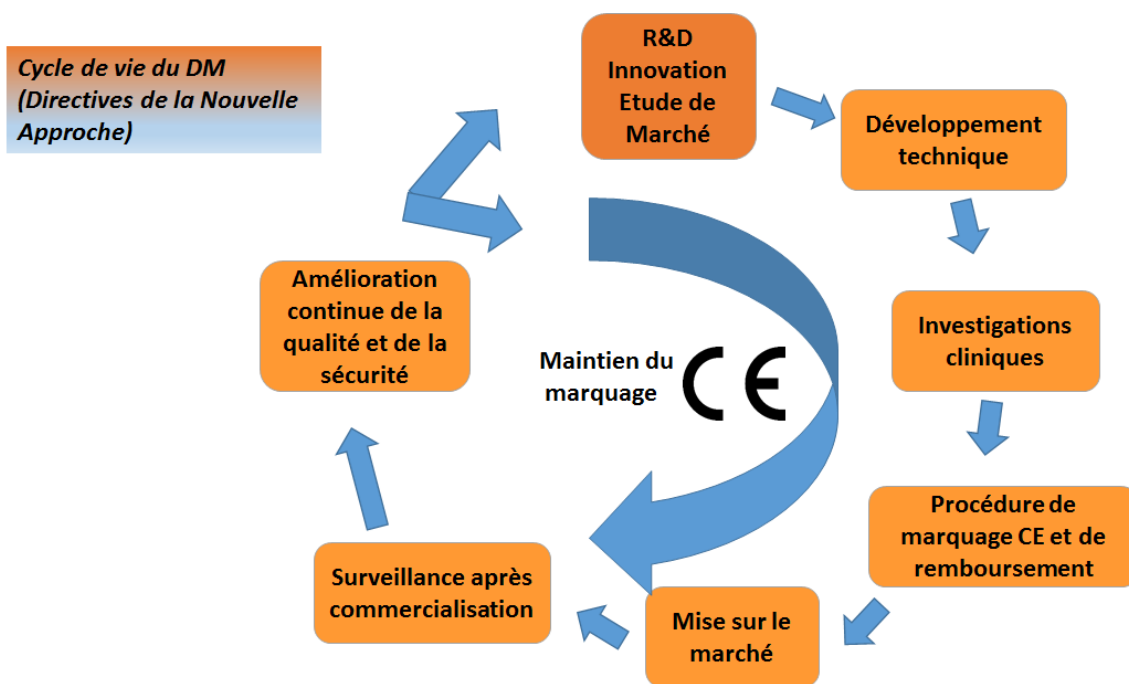 Cycle de vie du DM
(Directives de la Nouvelle
Approche)
R&D
Innovation
Etude de
Marché
Développement
technique
Investigations
cliniques
Procédure de
marquage CE et de
remboursement
Mise sur le
marché
Surveillance après
commercialisation
Amélioration
continue de la
qualité et de la
sécurité
Maintien du
marquage
CE